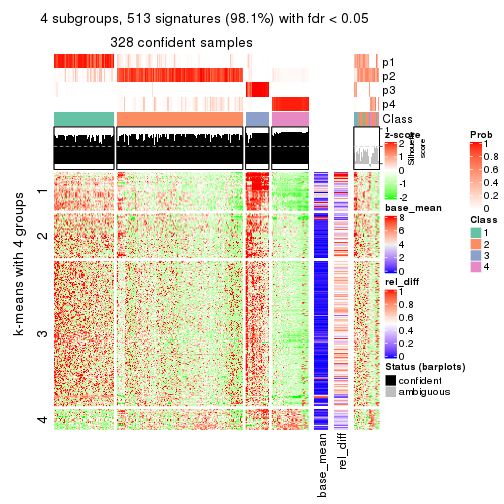 4 subgroups, 513 signatures (98.1%) with fdr < 0.05
328 confident samples
p1
p2
p3
p4
Class
1
Silhouette
score
k-means with 4 groups
1
2
3
4
base_mean
rel_diff
z-score
2
1
0
-1
-2
base_mean
8
6
4
2
0
rel_diff
1
0.8
0.6
0.4
0.2
0
Status (barplots)
confident
ambiguous
Prob
1
0.8
0.6
0.4
0.2
0
Class
1
2
3
4